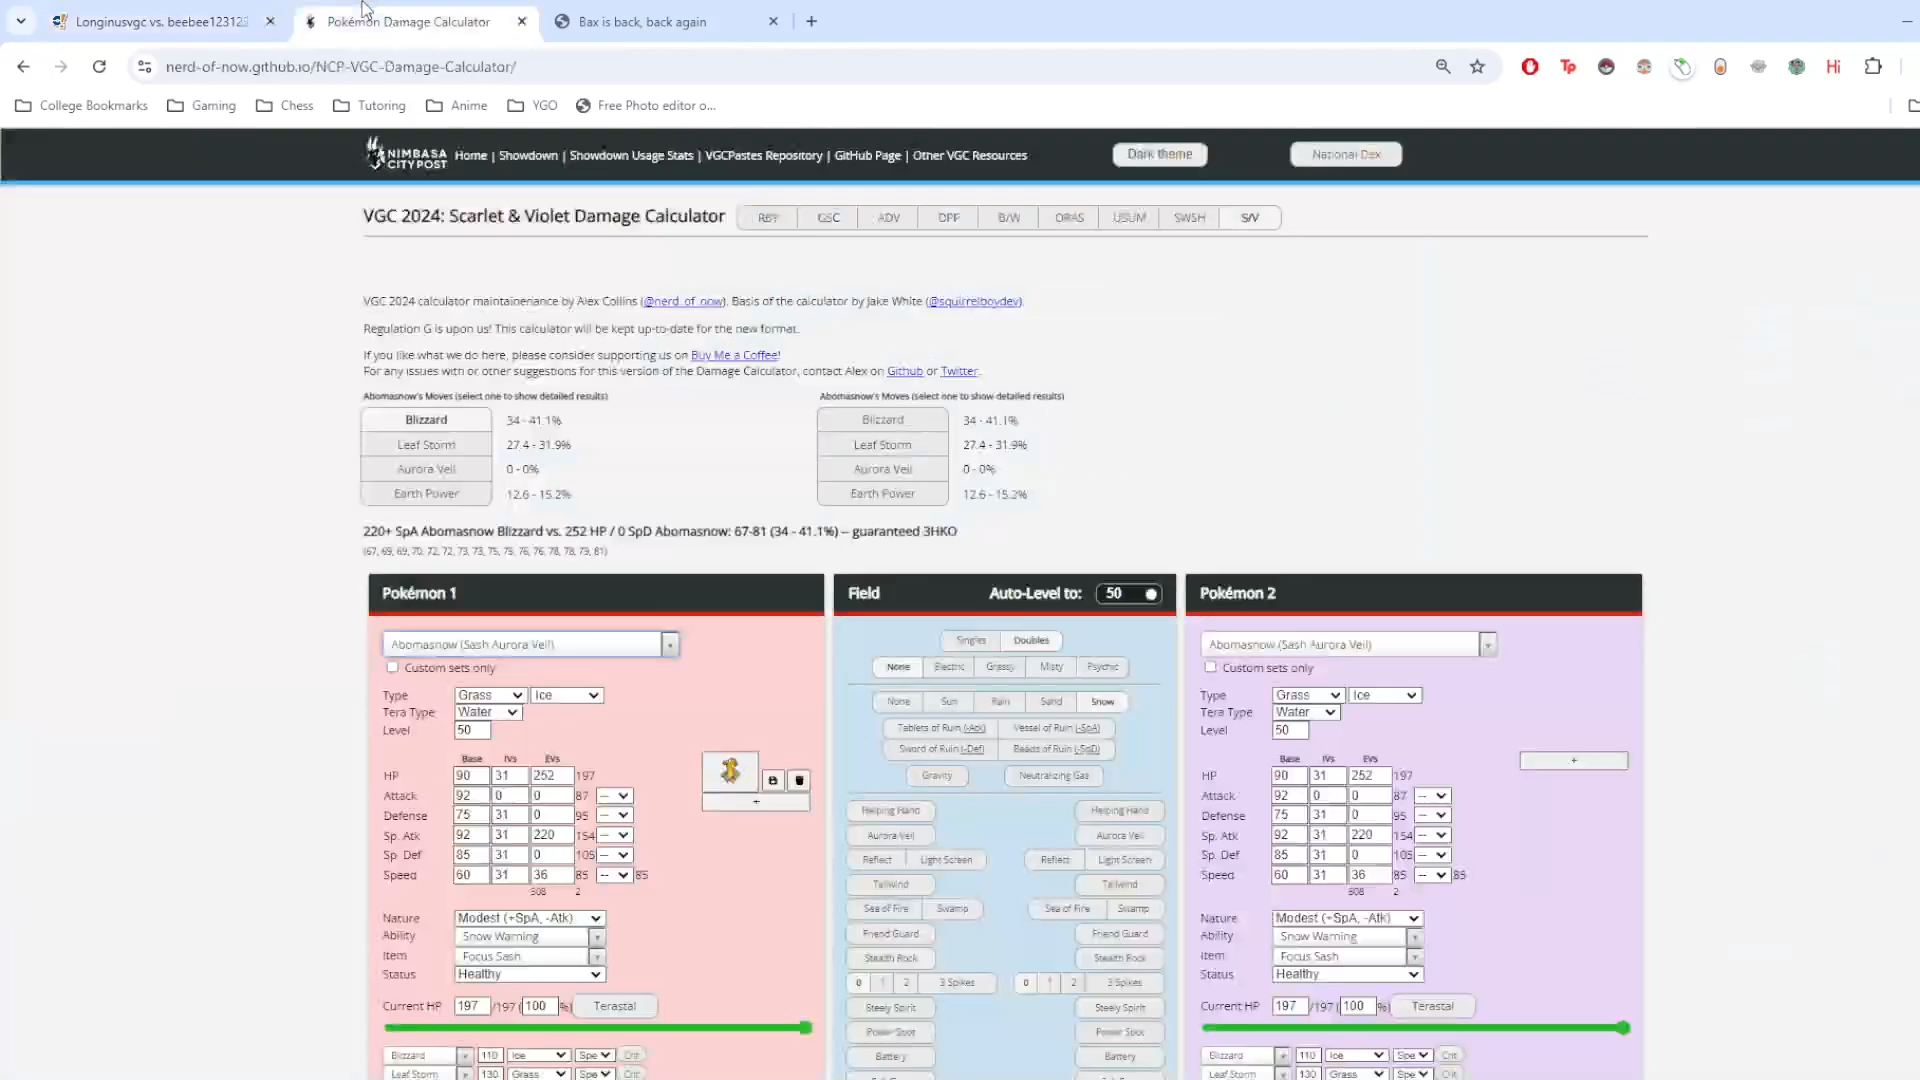 Longinusvgc vs. beebee123123
Pokémon Damage Calculator
Bax is back, back again
nerd-of-now.github.io/NCP-VGC-Damage-Calculator/
Tp
Hi
College Bookmarks
Gaming
Chess
Tutoring
Anime
YGO
Free Photo editor o...
NIMBASA CITY POST
Home | Showdown | Showdown Usage Stats | VGCPastes Repository | GitHub Page | Other VGC Resources
Dark theme
National Dex
VGC 2024: Scarlet & Violet Damage Calculator
RBY GSC ADV DPP B/W ORAS USUM SWSH S/V
VGC 2024 calculator maintainenance by Alex Collins (@nerd_of_now). Basis of the calculator by Jake White (@squirrelboydev).
Regulation G is upon us! This calculator will be kept up-to-date for the new format.
If you like what we do here, please consider supporting us on Buy Me a Coffee!
For any issues with or other suggestions for this version of the Damage Calculator, contact Alex on Github or Twitter.
Abomasnow's Moves (select one to show detailed results)
Blizzard 34 - 41.1%
Leaf Storm 27.4 - 31.9%
Aurora Veil 0 - 0%
Earth Power 12.6 - 15.2%
Abomasnow's Moves (select one to show detailed results)
Blizzard 34 - 41.1%
Leaf Storm 27.4 - 31.9%
Aurora Veil 0 - 0%
Earth Power 12.6 - 15.2%
220+ SpA Abomasnow Blizzard vs. 252 HP / 0 SpD Abomasnow: 67-81 (34 - 41.1%) -- guaranteed 3HKO
(67, 69, 69, 70, 72, 72, 73, 73, 75, 75, 76, 76, 78, 78, 79, 81)
Pokémon 1
Abomasnow (Sash Aurora Veil)
Custom sets only
Type Grass Ice
Tera Type Water
Level 50
Base IVs EVs
HP 90 31 252 197
Attack 92 0 0 87 --
Defense 75 31 0 95 --
Sp. Atk 92 31 220 154 --
Sp. Def 85 31 0 105 --
Speed 60 31 36 85 -- 85
508 2
+
Nature Modest (+SpA, -Atk)
Ability Snow Warning
Item Focus Sash
Status Healthy
Current HP 197 /197 ( 100 %) Terastal
Blizzard 110 Ice Spe Crit
Leaf Storm 130 Grass Spe Crit
Field Auto-Level to: 50
Singles Doubles
None Electric Grassy Misty Psychic
None Sun Rain Sand Snow
Tablets of Ruin (-Atk) Vessel of Ruin (-SpA)
Sword of Ruin (-Def) Beads of Ruin (-SpD)
Gravity Neutralizing Gas
Helping Hand Helping Hand
Aurora Veil Aurora Veil
Reflect Light Screen Reflect Light Screen
Tailwind Tailwind
Sea of Fire Swamp Sea of Fire Swamp
Friend Guard Friend Guard
Stealth Rock Stealth Rock
0 1 2 3 Spikes 0 1 2 3 Spikes
Steely Spirit Steely Spirit
Power Spot Power Spot
Battery Battery
Pokémon 2
Abomasnow (Sash Aurora Veil)
Custom sets only
Type Grass Ice
Tera Type Water
Level 50
Base IVs EVs
HP 90 31 252 197
Attack 92 0 0 87 --
Defense 75 31 0 95 --
Sp. Atk 92 31 220 154 --
Sp. Def 85 31 0 105 --
Speed 60 31 36 85 -- 85
508 2
+
Nature Modest (+SpA, -Atk)
Ability Snow Warning
Item Focus Sash
Status Healthy
Current HP 197 /197 ( 100 %) Terastal
Blizzard 110 Ice Spe Crit
Leaf Storm 130 Grass Spe Crit